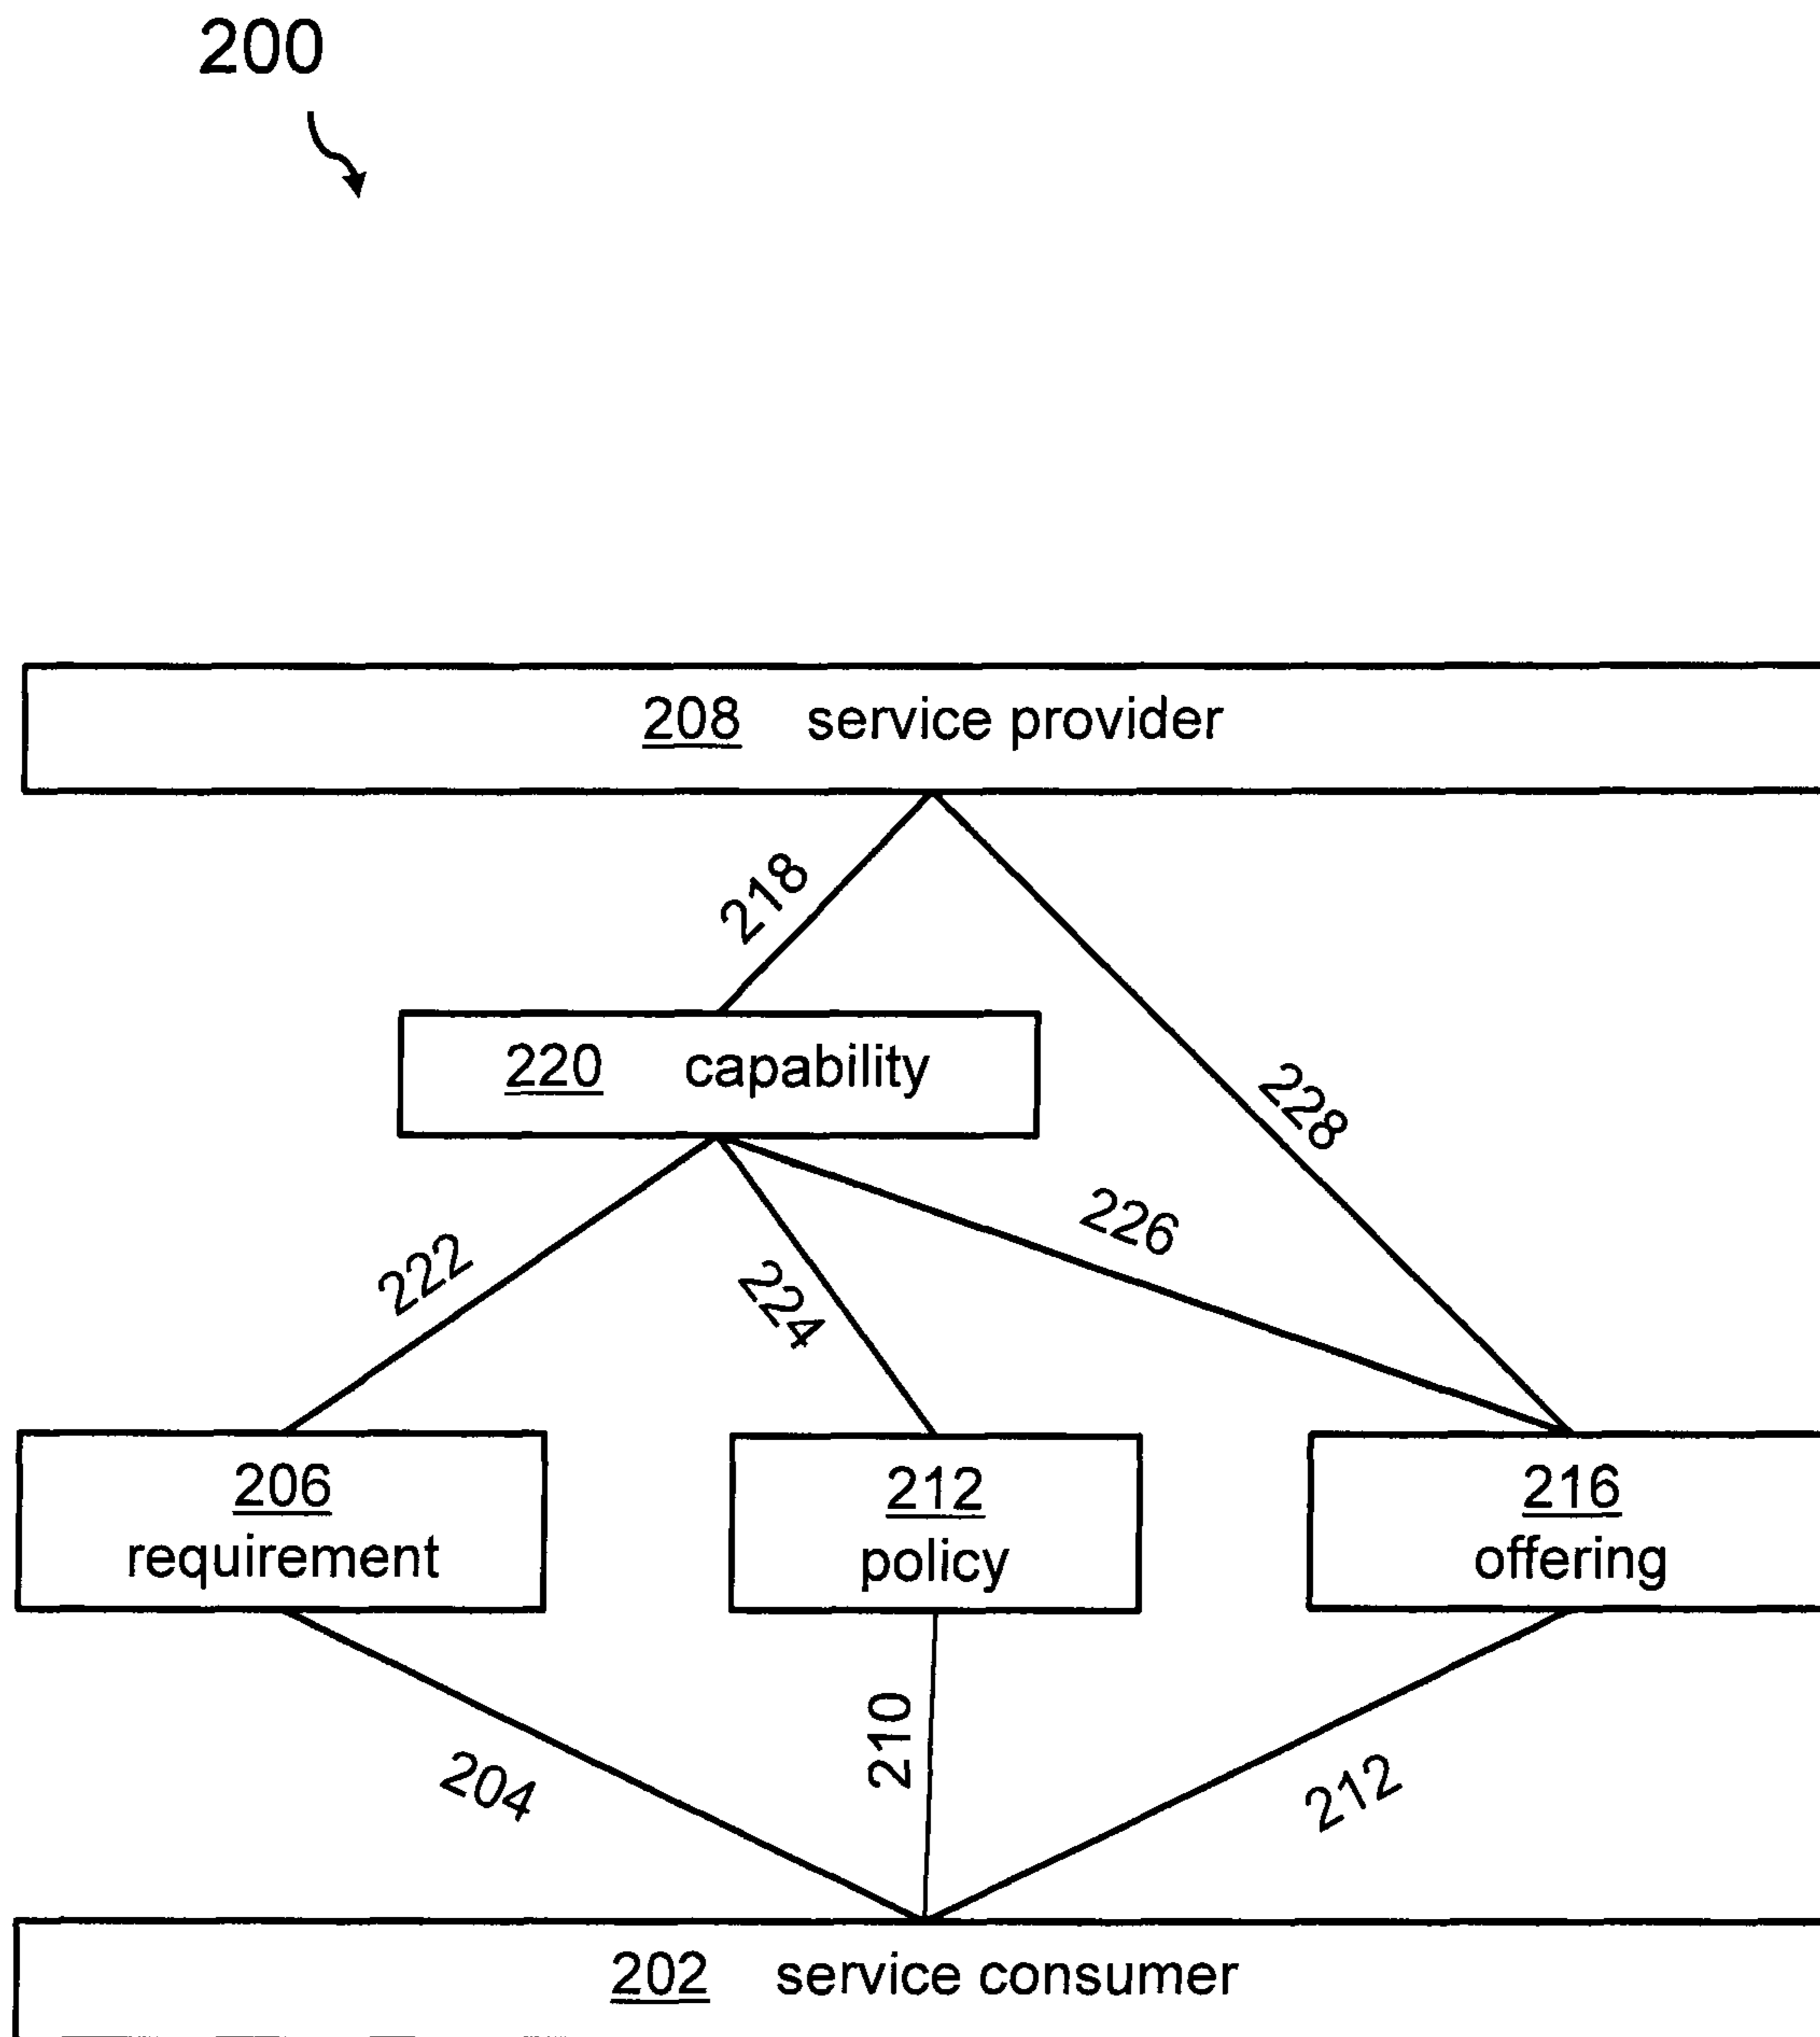 200
208 service provider
218
220 capability
228
226
222
224
206
requirement
212
policy
216
offering
204
210
212
202 service consumer